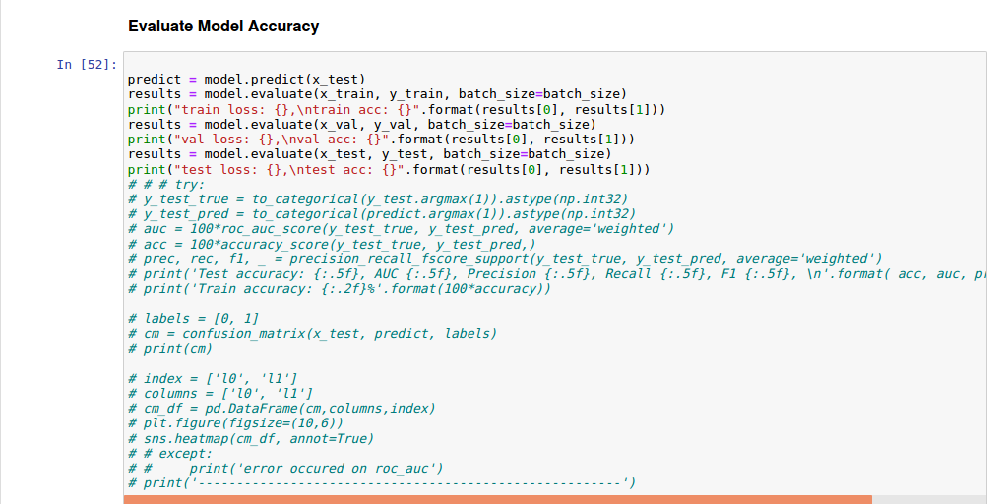 Evaluate Model Accuracy
In [52]:
predict = model.predict(x_test)
results = model.evaluate(x_train, y_train, batch_size=batch_size)
print("train loss: {},\ntrain acc: {}".format(results[0], results[1]))
results = model.evaluate(x_val, y_val, batch_size=batch_size)
print("val loss: {},\nval acc: {}".format(results[0], results[1]))
results = model.evaluate(x_test, y_test, batch_size=batch_size)
print("test loss: {},\ntest acc: {}".format(results[0], results[1]))
# # # try:
# y_test_true = to_categorical(y_test.argmax(1)).astype(np.int32)
# y_test_pred = to_categorical(predict.argmax(1)).astype(np.int32)
# auc = 100*roc_auc_score(y_test_true, y_test_pred, average='weighted')
# acc = 100*accuracy_score(y_test_true, y_test_pred,)
# prec, rec, f1, _ = precision_recall_fscore_support(y_test_true, y_test_pred, average='weighted')
# print('Test accuracy: {:.5f}, AUC {:.5f}, Precision {:.5f}, Recall {:.5f}, F1 {:.5f}, \n'.format( acc, auc, pr
# print('Train accuracy: {:.2f}%'.format(100*accuracy))
# labels = [0, 1]
# cm = confusion_matrix(x_test, predict, labels)
# print(cm)
# index = ['l0', 'l1']
# columns = ['l0', 'l1']
# cm_df = pd.DataFrame(cm,columns,index)
# plt.figure(figsize=(10,6))
# sns.heatmap(cm_df, annot=True)
# # except:
# #     print('error occured on roc_auc')
# print('-------------------------------------------------------')